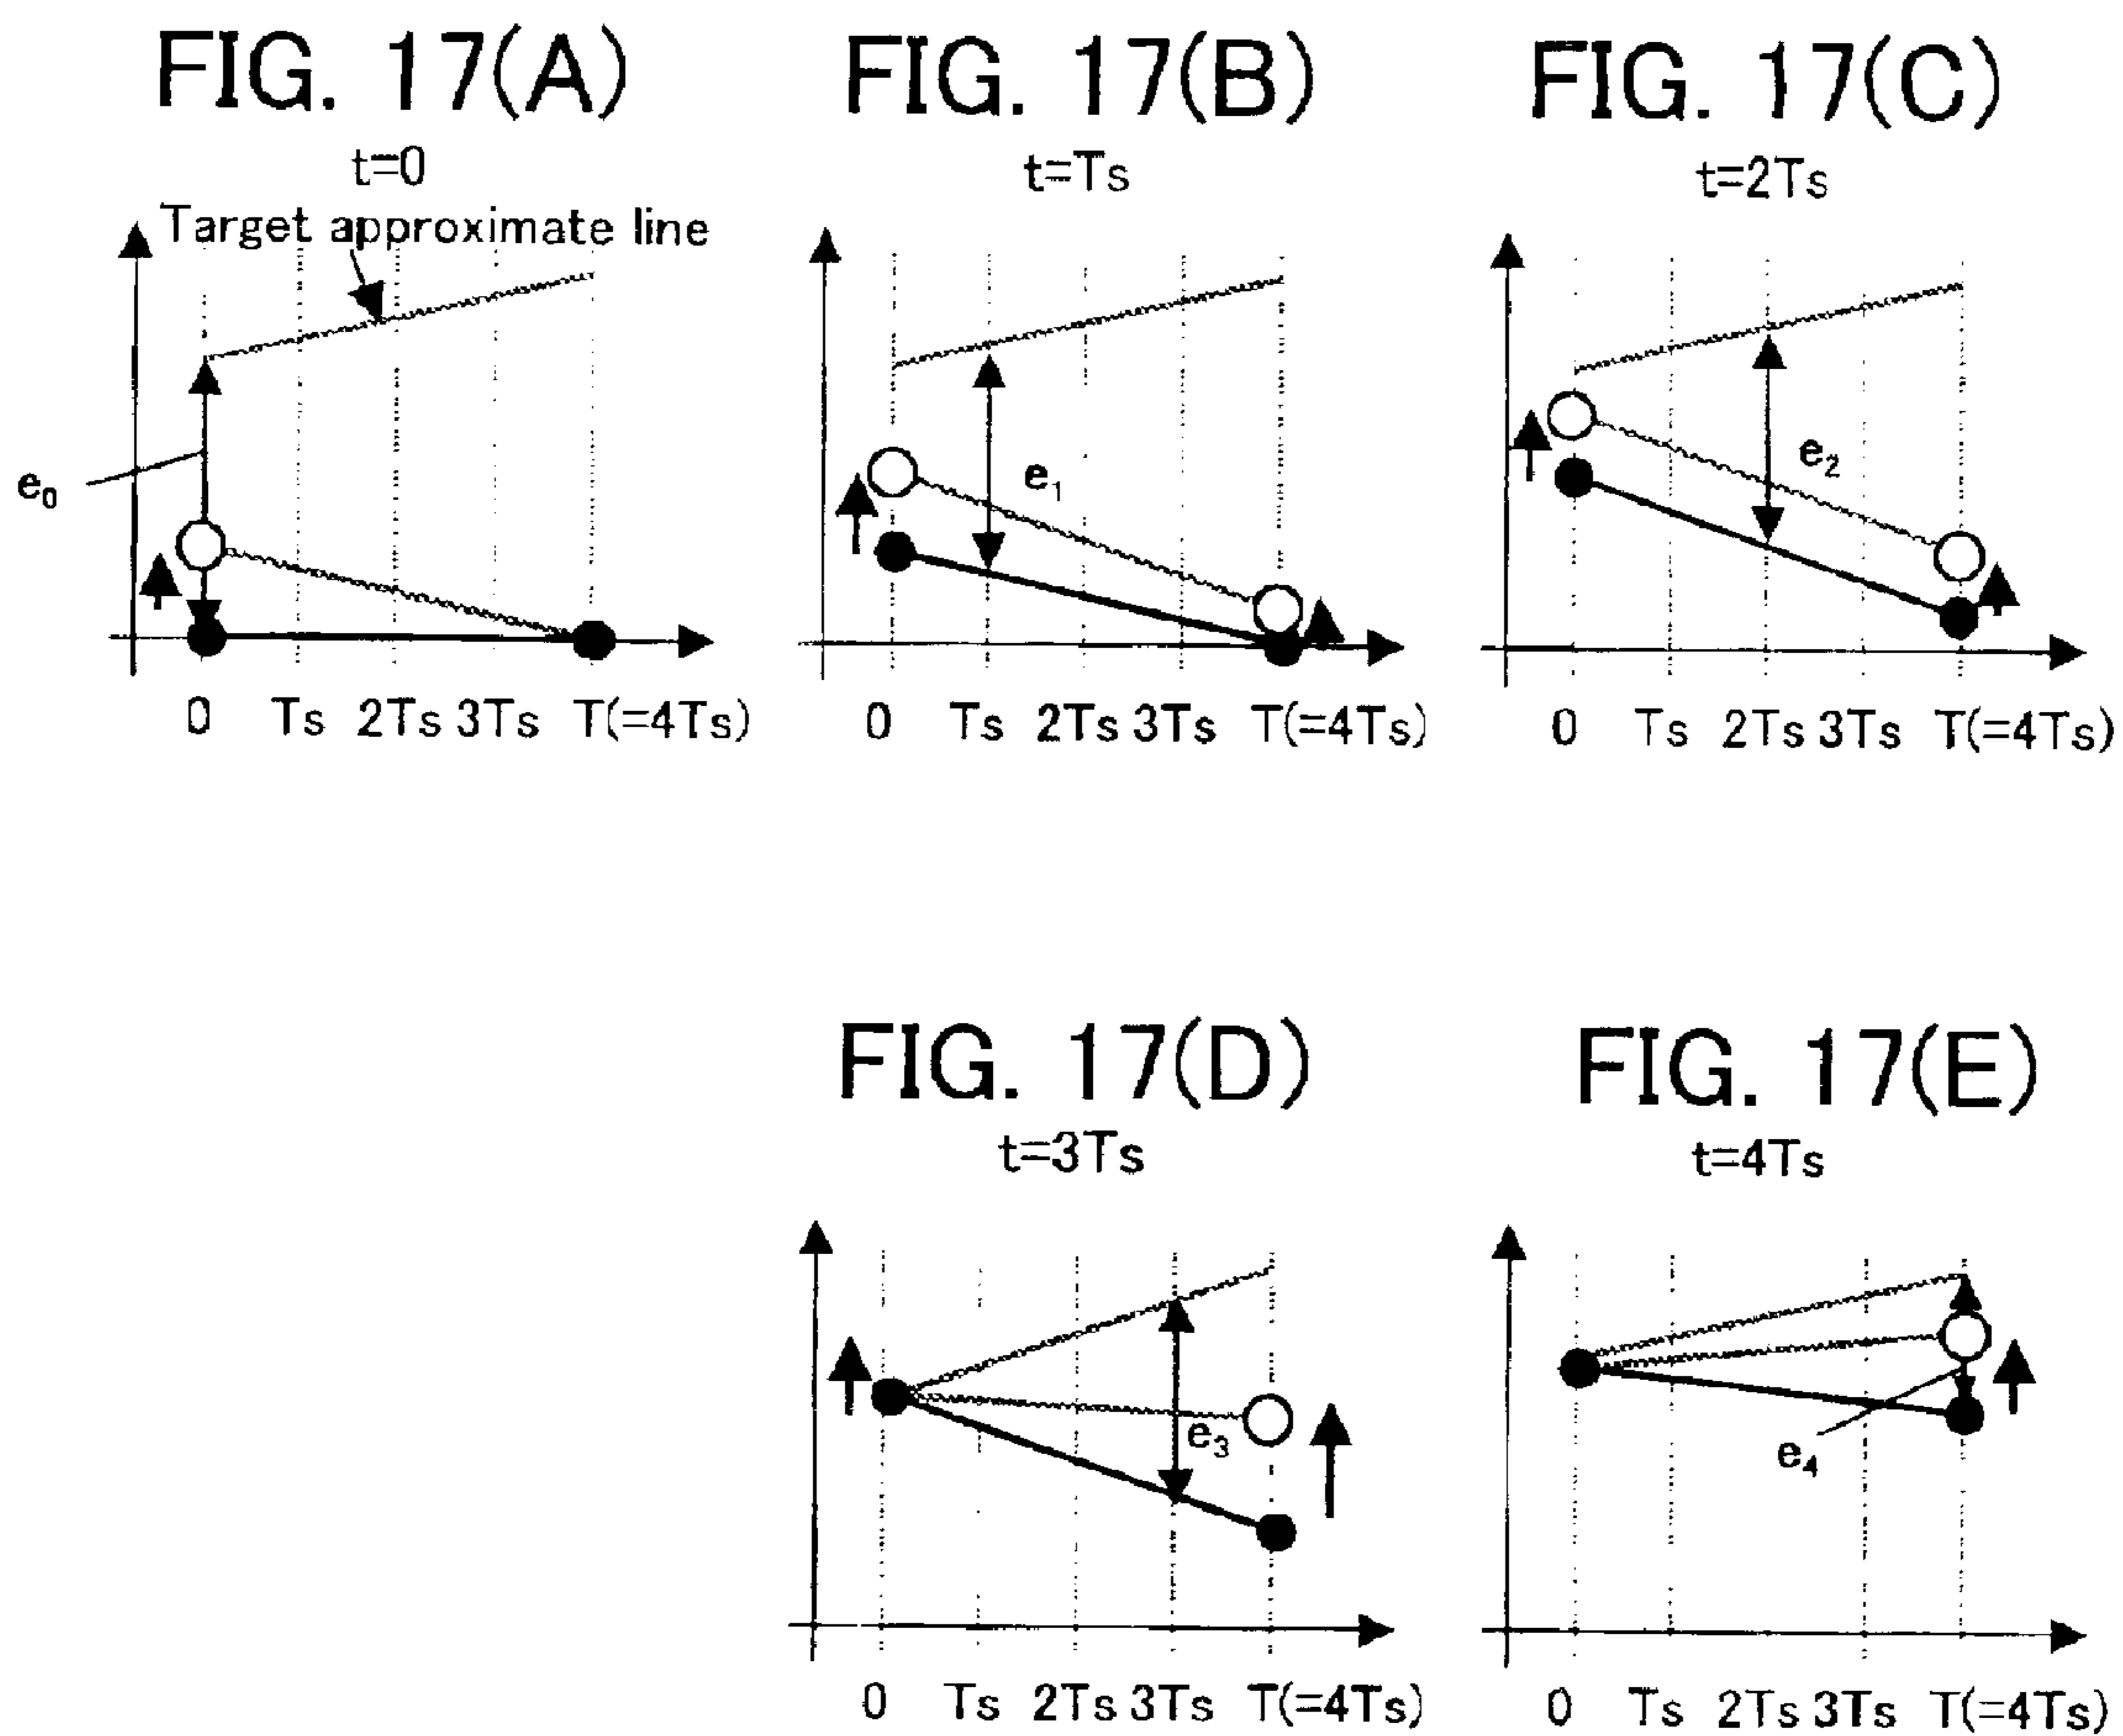 FIG. 17(A)
t=0
Target approximate line
e₀
0 Ts 2Ts 3Ts T(=4Ts)
FIG. 17(B)
t=Ts
e₁
0 Ts 2Ts 3Ts T(=4Ts)
FIG. 17(C)
t=2Ts
e₂
0 Ts 2Ts 3Ts T(=4Ts)
FIG. 17(D)
t=3Ts
e₃
0 Ts 2Ts 3Ts T(=4Ts)
FIG. 17(E)
t=4Ts
e₄
0 Ts 2Ts 3Ts T(=4Ts)